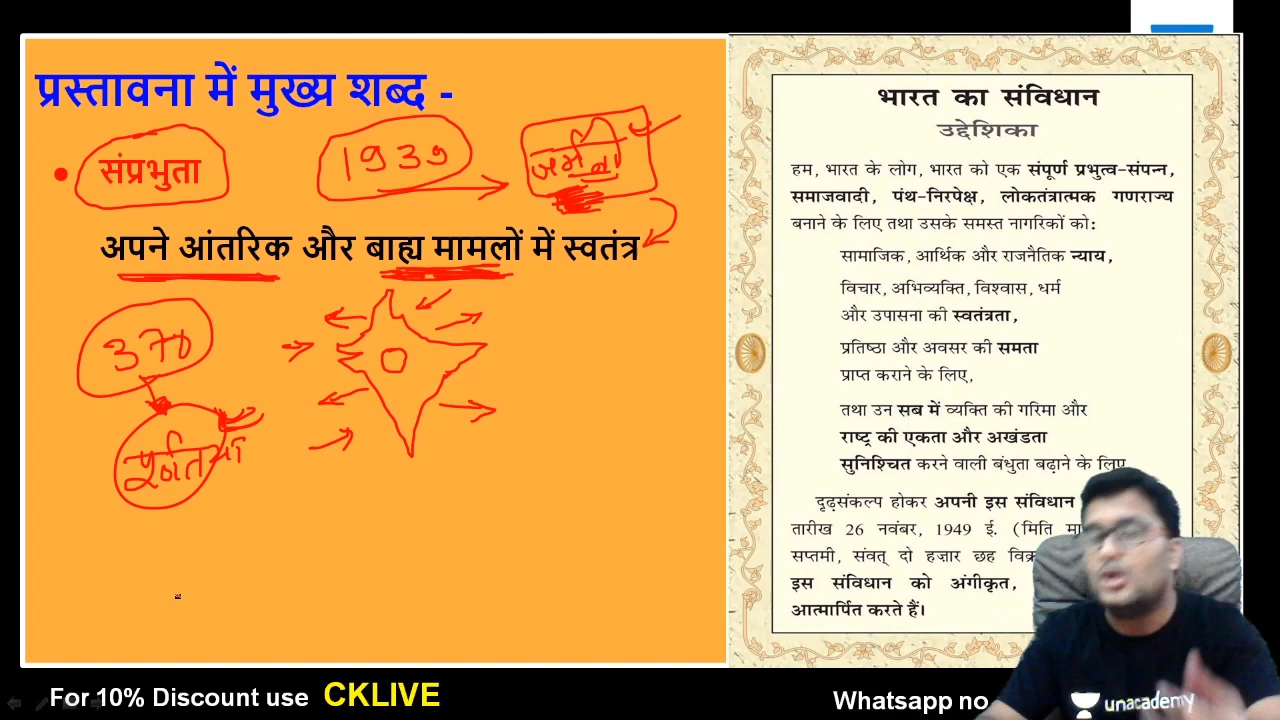 प्रस्तावना में मुख्य शब्द -
• संप्रभुता
1939
जर्मनी
अपने आंतरिक और बाह्य मामलों में स्वतंत्र
370
पूर्णतया
भारत का संविधान
उद्देशिका
हम, भारत के लोग, भारत को एक संपूर्ण प्रभुत्व-संपन्न,
समाजवादी, पंथ-निरपेक्ष, लोकतंत्रात्मक गणराज्य
बनाने के लिए तथा उसके समस्त नागरिकों को:
सामाजिक, आर्थिक और राजनैतिक न्याय,
विचार, अभिव्यक्ति, विश्वास, धर्म
और उपासना की स्वतंत्रता,
प्रतिष्ठा और अवसर की समता
प्राप्त कराने के लिए,
तथा उन सब में व्यक्ति की गरिमा और
राष्ट्र की एकता और अखंडता
सुनिश्चित करने वाली बंधुता बढ़ाने के लिए
दृढ़संकल्प होकर अपनी इस संविधान
तारीख 26 नवंबर, 1949 ई. (मिति
सप्तमी, संवत् दो हजार छह
इस संविधान को अंगीकृत,
आत्मार्पित करते हैं।
For 10% Discount use CKLIVE
Whatsapp no
unacademy